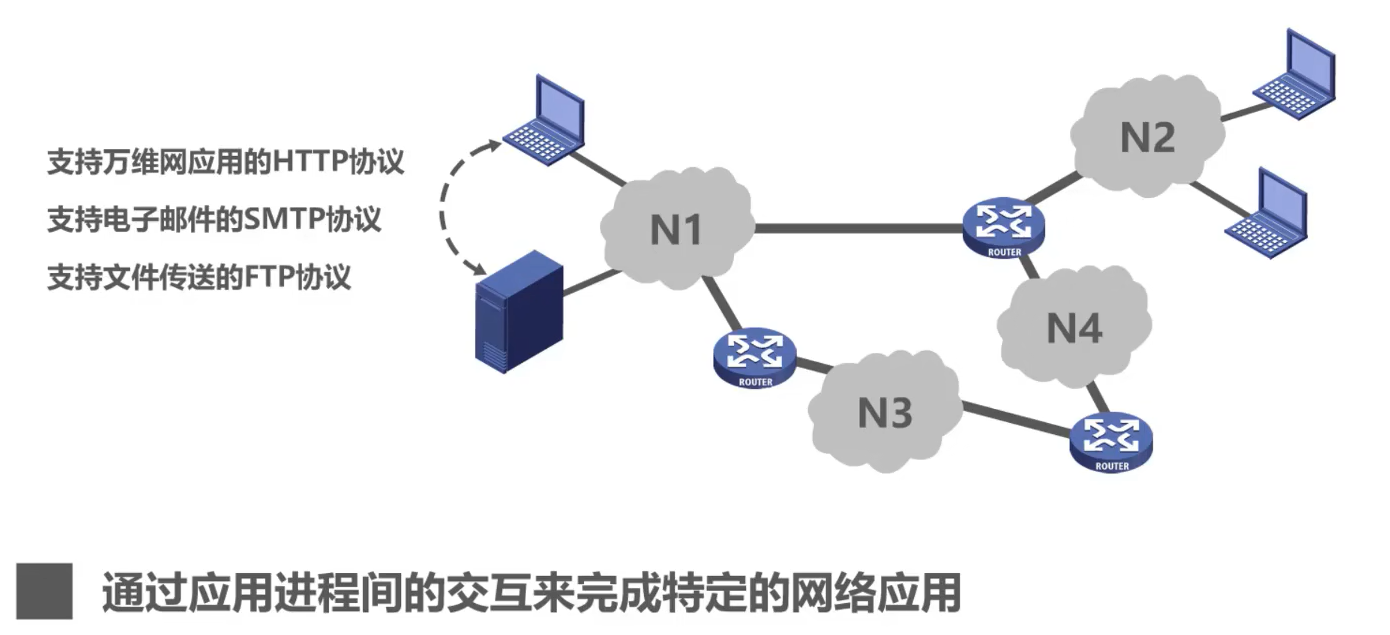 支持万维网应用的HTTP协议
支持电子邮件的SMTP协议
支持文件传送的FTP协议
N1
N2
ROUTER
N4
ROUTER
N3
ROUTER
通过应用进程间的交互来完成特定的网络应用